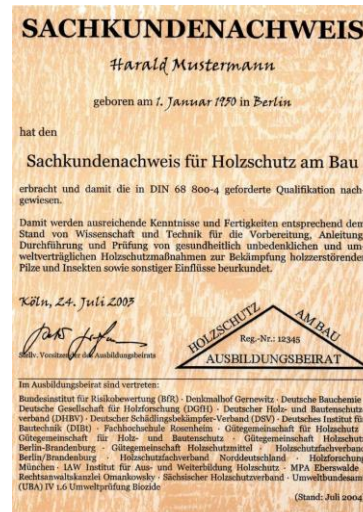 SACHKUNDENACHWEIS
Harald Mustermann
geboren am 1. Januar 1950 in Berlin
hat den
Sachkundenachweis für Holzschutz am Bau
erbracht und damit die in DIN 68 800-4 geforderte Qualifikation nach-
gewiesen.
Damit werden ausreichende Kenntnisse und Fertigkeiten entsprechend dem
Stand von Wissenschaft und Technik für die Vorbereitung, Anleitung
Durchführung und Prüfung von gesundheitlich unbedenklichen und um-
weltverträglichen Holzschutzmaßnahmen zur Bekämpfung holzzerstörender
Pilze und Insekten sowie sonstiger Einflüsse beurkundet.
Köln, 24. Juli 2003
Stellv. Vorsitzender des Ausbildungsbeirats
HOLZSCHUTZ AM BAU
Reg.-Nr.: 12345
AUSBILDUNGSBEIRAT
Im Ausbildungsbeirat sind vertreten:
Bundesinstitut für Risikobewertung (BfR) · Denkmalhof Gernewitz · Deutsche Bauchemie
Deutsche Gesellschaft für Holzforschung (DGfH) · Deutscher Holz- und Bautenschutz-
verband (DHBV) · Deutscher Schädlingsbekämpfer-Verband (DSV) · Deutsches Institut für
Bautechnik (DIBt) · Fachhochschule Rosenheim · Gütegemeinschaft für Holzschutz
Gütegemeinschaft für Holz- und Bautenschutz · Gütegemeinschaft Holzschutz
Berlin-Brandenburg · Gütegemeinschaft Holzschutzmittel · Holzschutzfachverband
Berlin/Brandenburg · Holzschutzfachverband Norddeutschland · Holzforschung
München · IAW Institut für Aus- und Weiterbildung Holzschutz · MPA Eberswalde
Rechtsanwaltskanzlei Omankowsky · Sächsischer Holzschutzverband · Umweltbundesamt
(UBA) IV 1.6 Umweltprüfung Biozide
(Stand: Juli 2004)